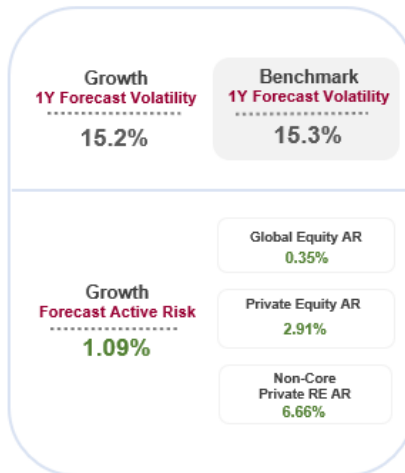 Growth
1Y Forecast Volatility
15.2%
Benchmark
1Y Forecast Volatility
15.3%
Growth
Forecast Active Risk
1.09%
Global Equity AR
0.35%
Private Equity AR
2.91%
Non-Core
Private RE AR
6.66%